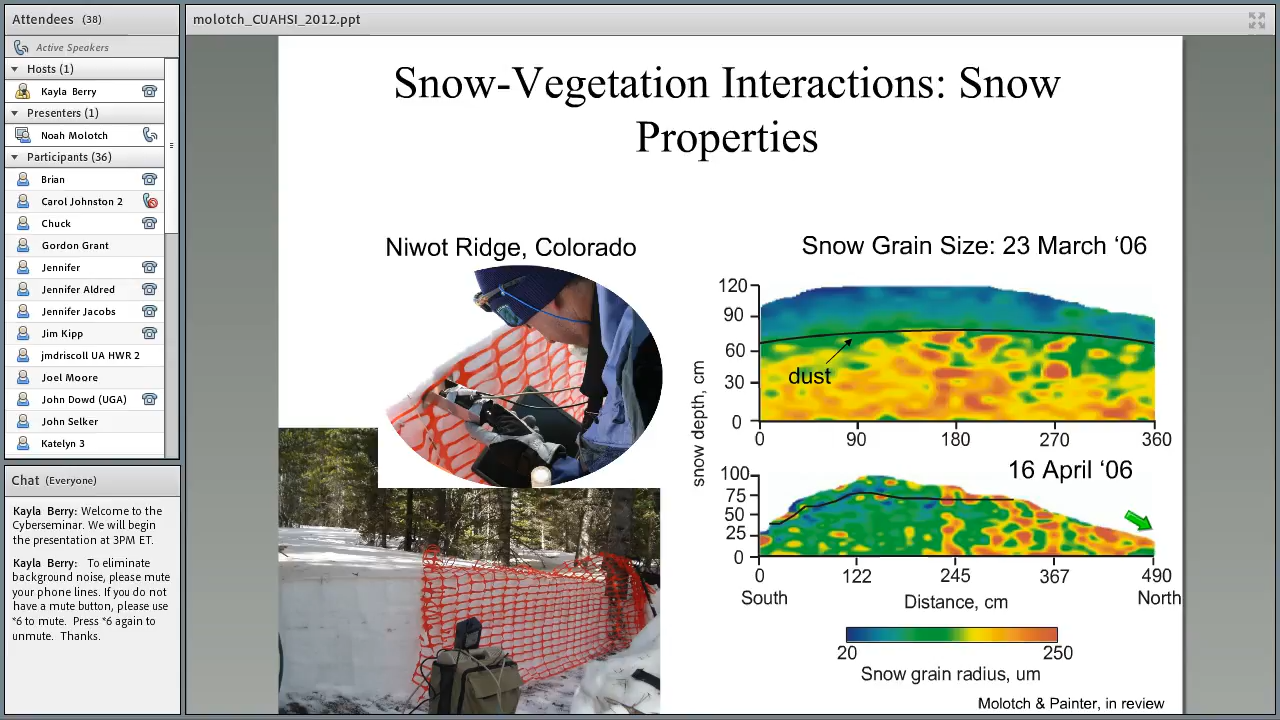 Attendees (38)
Active Speakers
Hosts (1)
Kayla Berry
Presenters (1)
Noah Molotch
Participants (36)
Brian
Carol Johnston 2
Chuck
Gordon Grant
Jennifer
Jennifer Aldred
Jennifer Jacobs
Jim Kipp
jmdriscoll UA HWR 2
Joel Moore
John Dowd (UGA)
John Selker
Katelyn 3
Chat (Everyone)
Kayla Berry: Welcome to the
Cyberseminar. We will begin
the presentation at 3PM ET.
Kayla Berry: To eliminate
background noise, please mute
your phone lines. If you do not
have a mute button, please use
*6 to mute. Press *6 again to
unmute. Thanks.
molotch_CUAHSI_2012.ppt
Snow-Vegetation Interactions: Snow
Properties
Niwot Ridge, Colorado
Snow Grain Size: 23 March ‘06
120
90
60
30
0
dust
snow depth, cm
0 90 180 270 360
16 April ‘06
100
75
50
25
0
0 122 245 367 490
South Distance, cm North
20 250
Snow grain radius, um
Molotch & Painter, in review